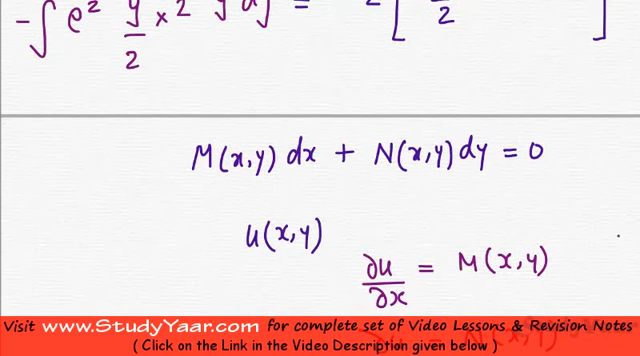 M(x,y) dx + N(x,y) dy = 0
u(x,y)
∂u/∂x = M(x,y)
Visit www.StudyYaar.com for complete set of Video Lessons & Revision Notes
( Click on the Link in the Video Description given below )